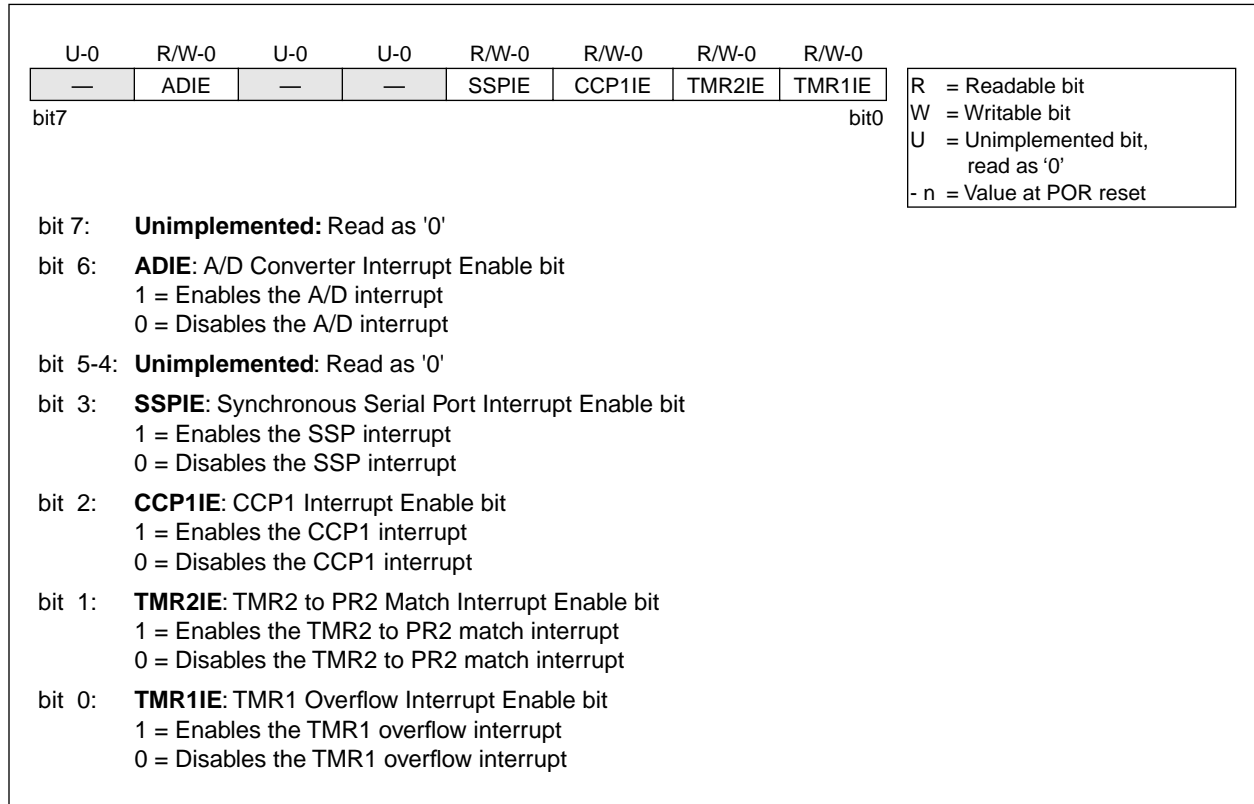 U-0 R/W-0 U-0 U-0 R/W-0 R/W-0 R/W-0 R/W-0
— ADIE — — SSPIE CCP1IE TMR2IE TMR1IE
bit7 bit0
R = Readable bit
W = Writable bit
U = Unimplemented bit,
read as ‘0’
- n = Value at POR reset
bit 7: Unimplemented: Read as '0'
bit 6: ADIE: A/D Converter Interrupt Enable bit
1 = Enables the A/D interrupt
0 = Disables the A/D interrupt
bit 5-4: Unimplemented: Read as '0'
bit 3: SSPIE: Synchronous Serial Port Interrupt Enable bit
1 = Enables the SSP interrupt
0 = Disables the SSP interrupt
bit 2: CCP1IE: CCP1 Interrupt Enable bit
1 = Enables the CCP1 interrupt
0 = Disables the CCP1 interrupt
bit 1: TMR2IE: TMR2 to PR2 Match Interrupt Enable bit
1 = Enables the TMR2 to PR2 match interrupt
0 = Disables the TMR2 to PR2 match interrupt
bit 0: TMR1IE: TMR1 Overflow Interrupt Enable bit
1 = Enables the TMR1 overflow interrupt
0 = Disables the TMR1 overflow interrupt